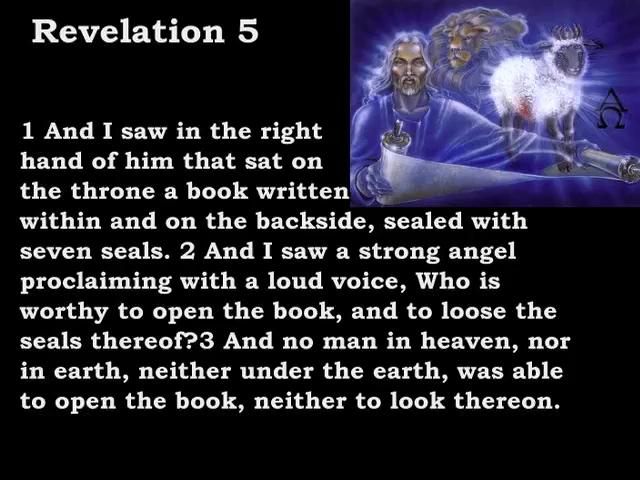 Revelation 5
1 And I saw in the right
hand of him that sat on
the throne a book written
within and on the backside, sealed with
seven seals. 2 And I saw a strong angel
proclaiming with a loud voice, Who is
worthy to open the book, and to loose the
seals thereof?3 And no man in heaven, nor
in earth, neither under the earth, was able
to open the book, neither to look thereon.
Α
Ω